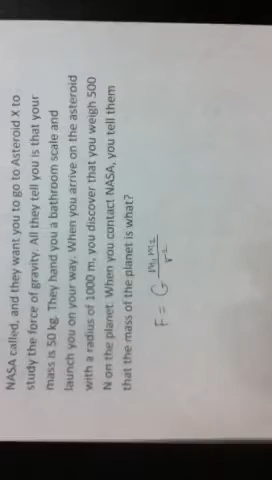 NASA called, and they want you to go to Asteroid X to
study the force of gravity. All they tell you is that your
mass is 50 kg. They hand you a bathroom scale and
launch you on your way. When you arrive on the asteroid
with a radius of 1000 m, you discover that you weigh 500
N on the planet. When you contact NASA, you tell them
that the mass of the planet is what?
F = G m₁ m₂ / r²